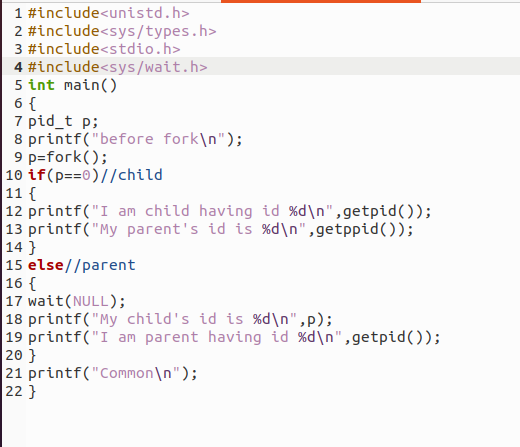 1 #include<unistd.h>
2 #include<sys/types.h>
3 #include<stdio.h>
4 #include<sys/wait.h>
5 int main()
6 {
7 pid_t p;
8 printf("before fork\n");
9 p=fork();
10 if(p==0)//child
11 {
12 printf("I am child having id %d\n",getpid());
13 printf("My parent's id is %d\n",getppid());
14 }
15 else//parent
16 {
17 wait(NULL);
18 printf("My child's id is %d\n",p);
19 printf("I am parent having id %d\n",getpid());
20 }
21 printf("Common\n");
22 }